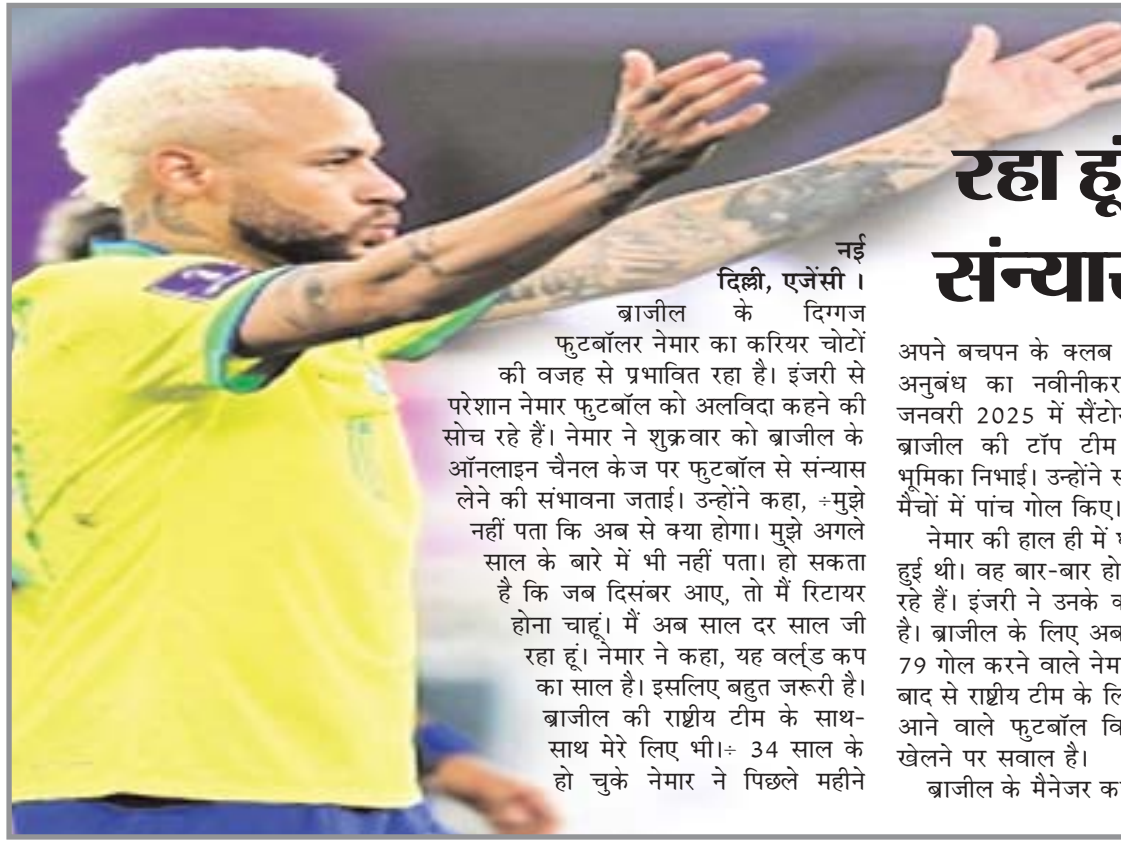 रहा हूं
संन्यास
नई
दिल्ली, एजेंसी ।
ब्राजील के दिग्गज
फुटबॉलर नेमार का करियर चोटों
की वजह से प्रभावित रहा है। इंजरी से
परेशान नेमार फुटबॉल को अलविदा कहने की
सोच रहे हैं। नेमार ने शुक्रवार को ब्राजील के
ऑनलाइन चैनल केज पर फुटबॉल से संन्यास
लेने की संभावना जताई। उन्होंने कहा, ÷मुझे
नहीं पता कि अब से क्या होगा। मुझे अगले
साल के बारे में भी नहीं पता। हो सकता
है कि जब दिसंबर आए, तो मैं रिटायर
होना चाहूं। मैं अब साल दर साल जी
रहा हूं। नेमार ने कहा, यह वर्ल्ड कप
का साल है। इसलिए बहुत जरूरी है।
ब्राजील की राष्ट्रीय टीम के साथ-
साथ मेरे लिए भी।÷ 34 साल के
हो चुके नेमार ने पिछले महीने
अपने बचपन के क्लब
अनुबंध का
जनवरी 2025 में
ब्राजील की टॉप टीम
भूमिका निभाई। उन्होंने
मैचों में पांच गोल किए।
नेमार की हाल ही में
हुई थी। वह बार-बार
रहे हैं। इंजरी ने उनके
है। ब्राजील के लिए अब
79 गोल करने वाले
बाद से राष्ट्रीय टीम के
आने वाले फुटबॉल
खेलने पर सवाल है।
ब्राजील के मैनेजर